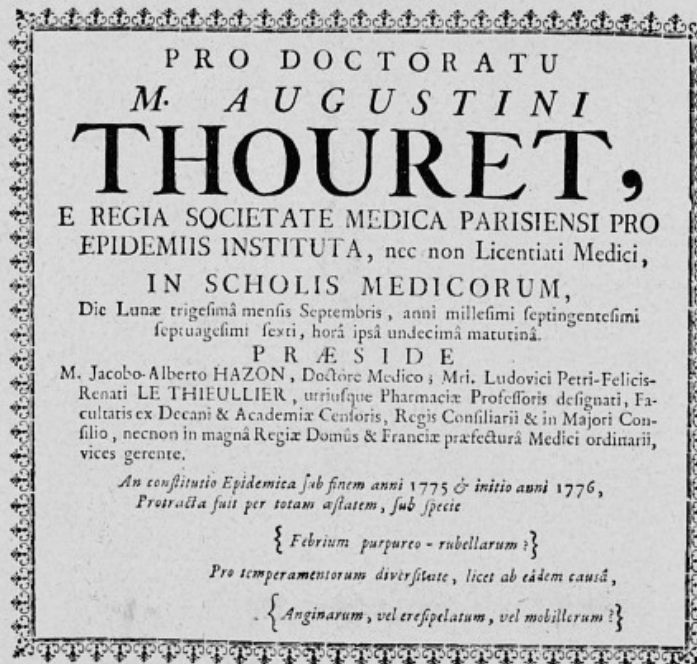 PRO DOCTORATU
M. AUGUSTINI
THOURET,
E REGIA SOCIETATE MEDICA PARISIENSI PRO
EPIDEMIIS INSTITUTA, nec non Licentiati Medici,
IN SCHOLIS MEDICORUM,
Die Lunæ trigesimâ mensis Septembris, anni millesimi septingentesimi
septuagesimi sexti, horâ ipsâ undecimâ matutinâ.
PRÆSIDE
M. Jacobo-Alberto HAZON, Doctore Medico; Mri. Ludovici Petri-Felicis-
Renati LE THIEULLIER, utriusque Pharmaciæ Professoris designati, Fa-
cultatis ex Decani & Academiæ Censoris, Regis Consiliarii & in Majori Con-
silio, necnon in magnâ Regiæ Domûs & Franciæ præfecturâ Medici ordinarii,
vices gerente.
An constitutio Epidemica sub finem anni 1775 & initio anni 1776,
Protracta fuit per totam æstatem, sub specie
{Febrium purpureo-rubellarum?}
Pro temperamentorum diversitate, licet ab eâdem causâ,
{Anginarum, vel eresipelatum, vel mobillorum?}